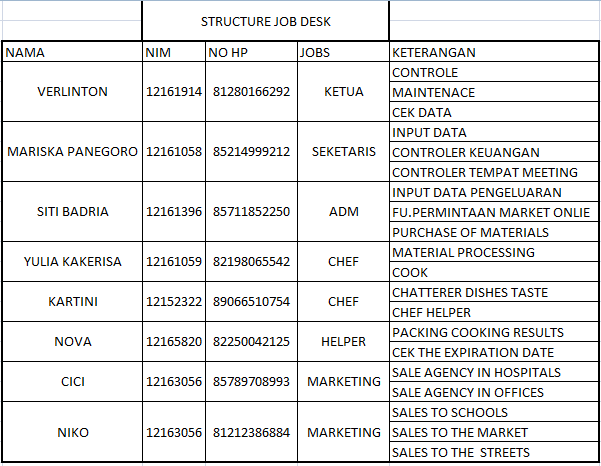 STRUCTURE JOB DESK
NAMA NIM NO HP JOBS KETERANGAN
VERLINTON 12161914 81280166292 KETUA CONTROLE
MAINTENACE
CEK DATA
MARISKA PANEGORO 12161058 85214999212 SEKETARIS INPUT DATA
CONTROLER KEUANGAN
CONTROLER TEMPAT MEETING
SITI BADRIA 12161396 85711852250 ADM INPUT DATA PENGELUARAN
FU.PERMINTAAN MARKET ONLIE
PURCHASE OF MATERIALS
YULIA KAKERISA 12161059 82198065542 CHEF MATERIAL PROCESSING
COOK
KARTINI 12152322 89066510754 CHEF CHATTERER DISHES TASTE
CHEF HELPER
NOVA 12165820 82250042125 HELPER PACKING COOKING RESULTS
CEK THE EXPIRATION DATE
CICI 12163056 85789708993 MARKETING SALE AGENCY IN HOSPITALS
SALE AGENCY IN OFFICES
NIKO 12163056 81212386884 MARKETING SALES TO SCHOOLS
SALES TO THE MARKET
SALES TO THE STREETS